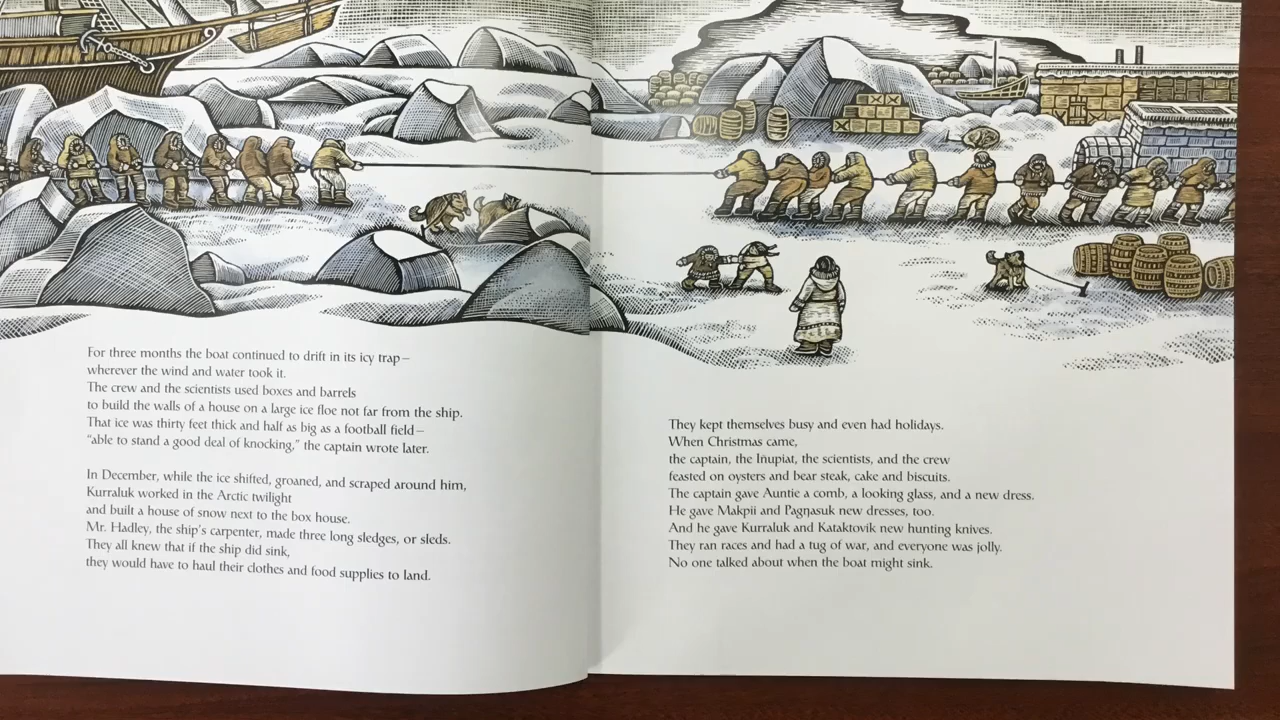 For three months the boat continued to drift in its icy trap—
wherever the wind and water took it.
The crew and the scientists used boxes and barrels
to build the walls of a house on a large ice floe not far from the ship.
That ice was thirty feet thick and half as big as a football field—
“able to stand a good deal of knocking,” the captain wrote later.
In December, while the ice shifted, groaned, and scraped around him,
Kurraluk worked in the Arctic twilight
and built a house of snow next to the box house.
Mr. Hadley, the ship’s carpenter, made three long sledges, or sleds.
They all knew that if the ship did sink,
they would have to haul their clothes and food supplies to land.
They kept themselves busy and even had holidays.
When Christmas came,
the captain, the Iñupiat, the scientists, and the crew
feasted on oysters and bear steak, cake and biscuits.
The captain gave Auntie a comb, a looking glass, and a new dress.
He gave Makpii and Pagŋasuk new dresses, too.
And he gave Kurraluk and Kataktovik new hunting knives.
They ran races and had a tug of war, and everyone was jolly.
No one talked about when the boat might sink.